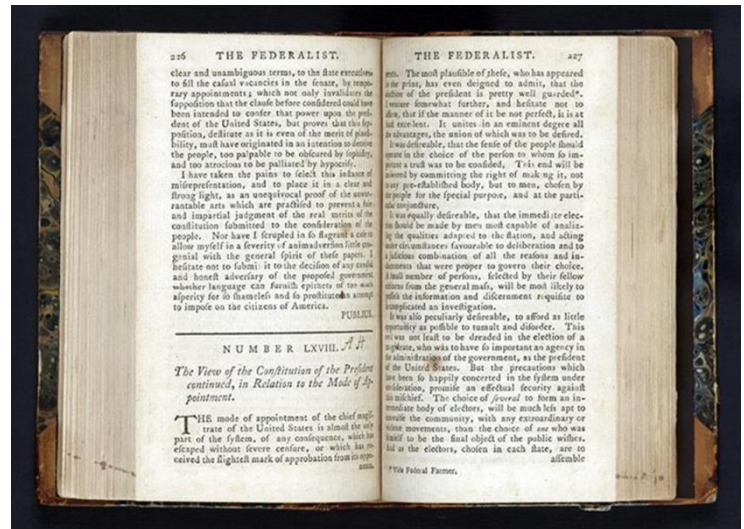 226 THE FEDERALIST.
clear and unambiguous terms, to the ſtate executives
to fill the caſual vacancies in the ſenate, by tempo-
rary appointments; which not only invalidates the
ſuppoſition that the clauſe before conſidered could have
been intended to confer that power upon the preſi-
dent of the United States, but proves that this ſup-
poſition, deſtitute as it is even of the merit of plauſi-
bility, muſt have originated in an intention to deceive
the people, too palpable to be obſcured by ſophiſtry,
and too atrocious to be palliated by hypocriſy.
I have taken the pains to ſelect this inſtance of
miſrepreſentation, and to place it in a clear and
ſtrong light, as an unequivocal proof of the unwar-
rantable arts which are practiſed to prevent a fair
and impartial judgment of the real merits of the
conſtitution ſubmitted to the conſideration of the
people. Nor have I ſcrupled in ſo flagrant a caſe to
allow myſelf in a ſeverity of animadverſion little con-
genial with the general ſpirit of theſe papers. I
heſitate not to ſubmit it to the deciſion of any candid
and honeſt adverſary of the propoſed government
whether language can furniſh epithets of too much
aſperity for ſo ſhameleſs and ſo proſtitute an attempt
to impoſe on the citizens of America.
PUBLIUS.
NUMBER LXVIII.
The View of the Conſtitution of the Preſident
continued, in Relation to the Mode of Ap-
pointment.
THE mode of appointment of the chief magiſ-
trate of the United States is almoſt the only
part of the ſyſtem, of any conſequence, which has
eſcaped without ſevere cenſure, or which has re-
ceived the ſlighteſt mark of approbation from its oppo-
nents.
THE FEDERALIST. 227
nents. The moſt plauſible of theſe, who has appeared
in print, has even deigned to admit, that the
election of the preſident is pretty well guarded*.
I venture ſomewhat further, and heſitate not to
affirm, that if the manner of it be not perfect, it is at
leaſt excellent. It unites in an eminent degree all
the advantages, the union of which was to be deſired.
It was deſireable, that the ſenſe of the people ſhould
operate in the choice of the perſon to whom ſo im-
portant a truſt was to be confided. This end will be
anſwered by committing the right of making it, not
to any pre-eſtabliſhed body, but to men, choſen by
the people for the ſpecial purpoſe, and at the parti-
cular conjuncture.
It was equally deſireable, that the immediate elec-
tion ſhould be made by men moſt capable of analiz-
ing the qualities adapted to the ſtation, and acting
under circumſtances favourable to deliberation and to
a judicious combination of all the reaſons and in-
ducements that were proper to govern their choice.
A ſmall number of perſons, ſelected by their fellow
citizens from the general maſs, will be moſt likely to
poſſeſs the information and diſcernment requiſite to
ſo complicated an inveſtigation.
It was alſo peculiarly deſireable, to afford as little
opportunity as poſſible to tumult and diſorder. This
evil was not leaſt to be dreaded in the election of a
magiſtrate, who was to have ſo important an agency in
the adminiſtration of the government, as the preſident
of the United States. But the precautions which
have been ſo happily concerted in the ſyſtem under
conſideration, promiſe an effectual ſecurity againſt
this miſchief. The choice of ſeveral to form an in-
termediate body of electors, will be much leſs apt to
convulſe the community, with any extraordinary or
violent movements, than the choice of one who was
himſelf to be the final object of the public wiſhes.
And as the electors, choſen in each ſtate, are to
aſſemble
* Vide Federal Farmer.